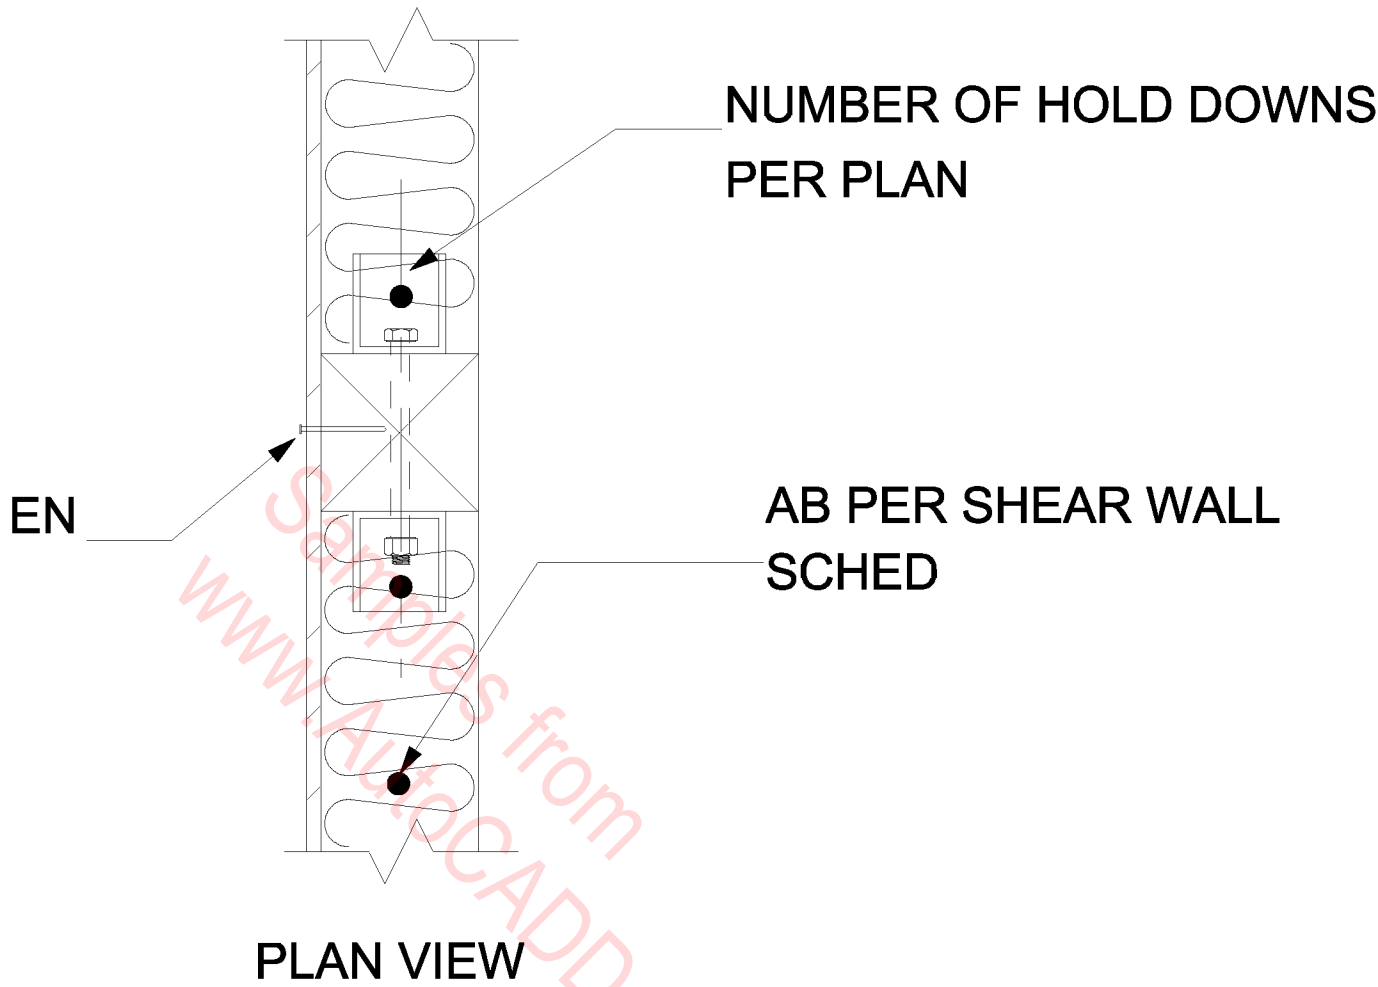 NUMBER OF HOLD DOWNS
PER PLAN
EN
AB PER SHEAR WALL
SCHED
Samples from
www.AutoCADD
PLAN VIEW